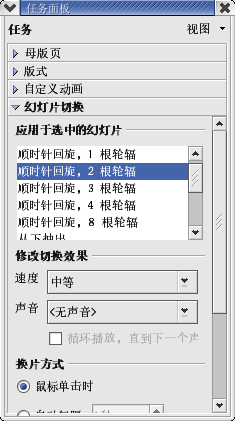 任务面板
任务 视图
母版页
版式
自定义动画
幻灯片切换
应用于选中的幻灯片
顺时针回旋，1 根轮辐
顺时针回旋，2 根轮辐
顺时针回旋，3 根轮辐
顺时针回旋，4 根轮辐
顺时针回旋，8 根轮辐
从下抽出
修改切换效果
速度 中等
声音 <无声音>
循环播放，直到下一个声
换片方式
鼠标单击时